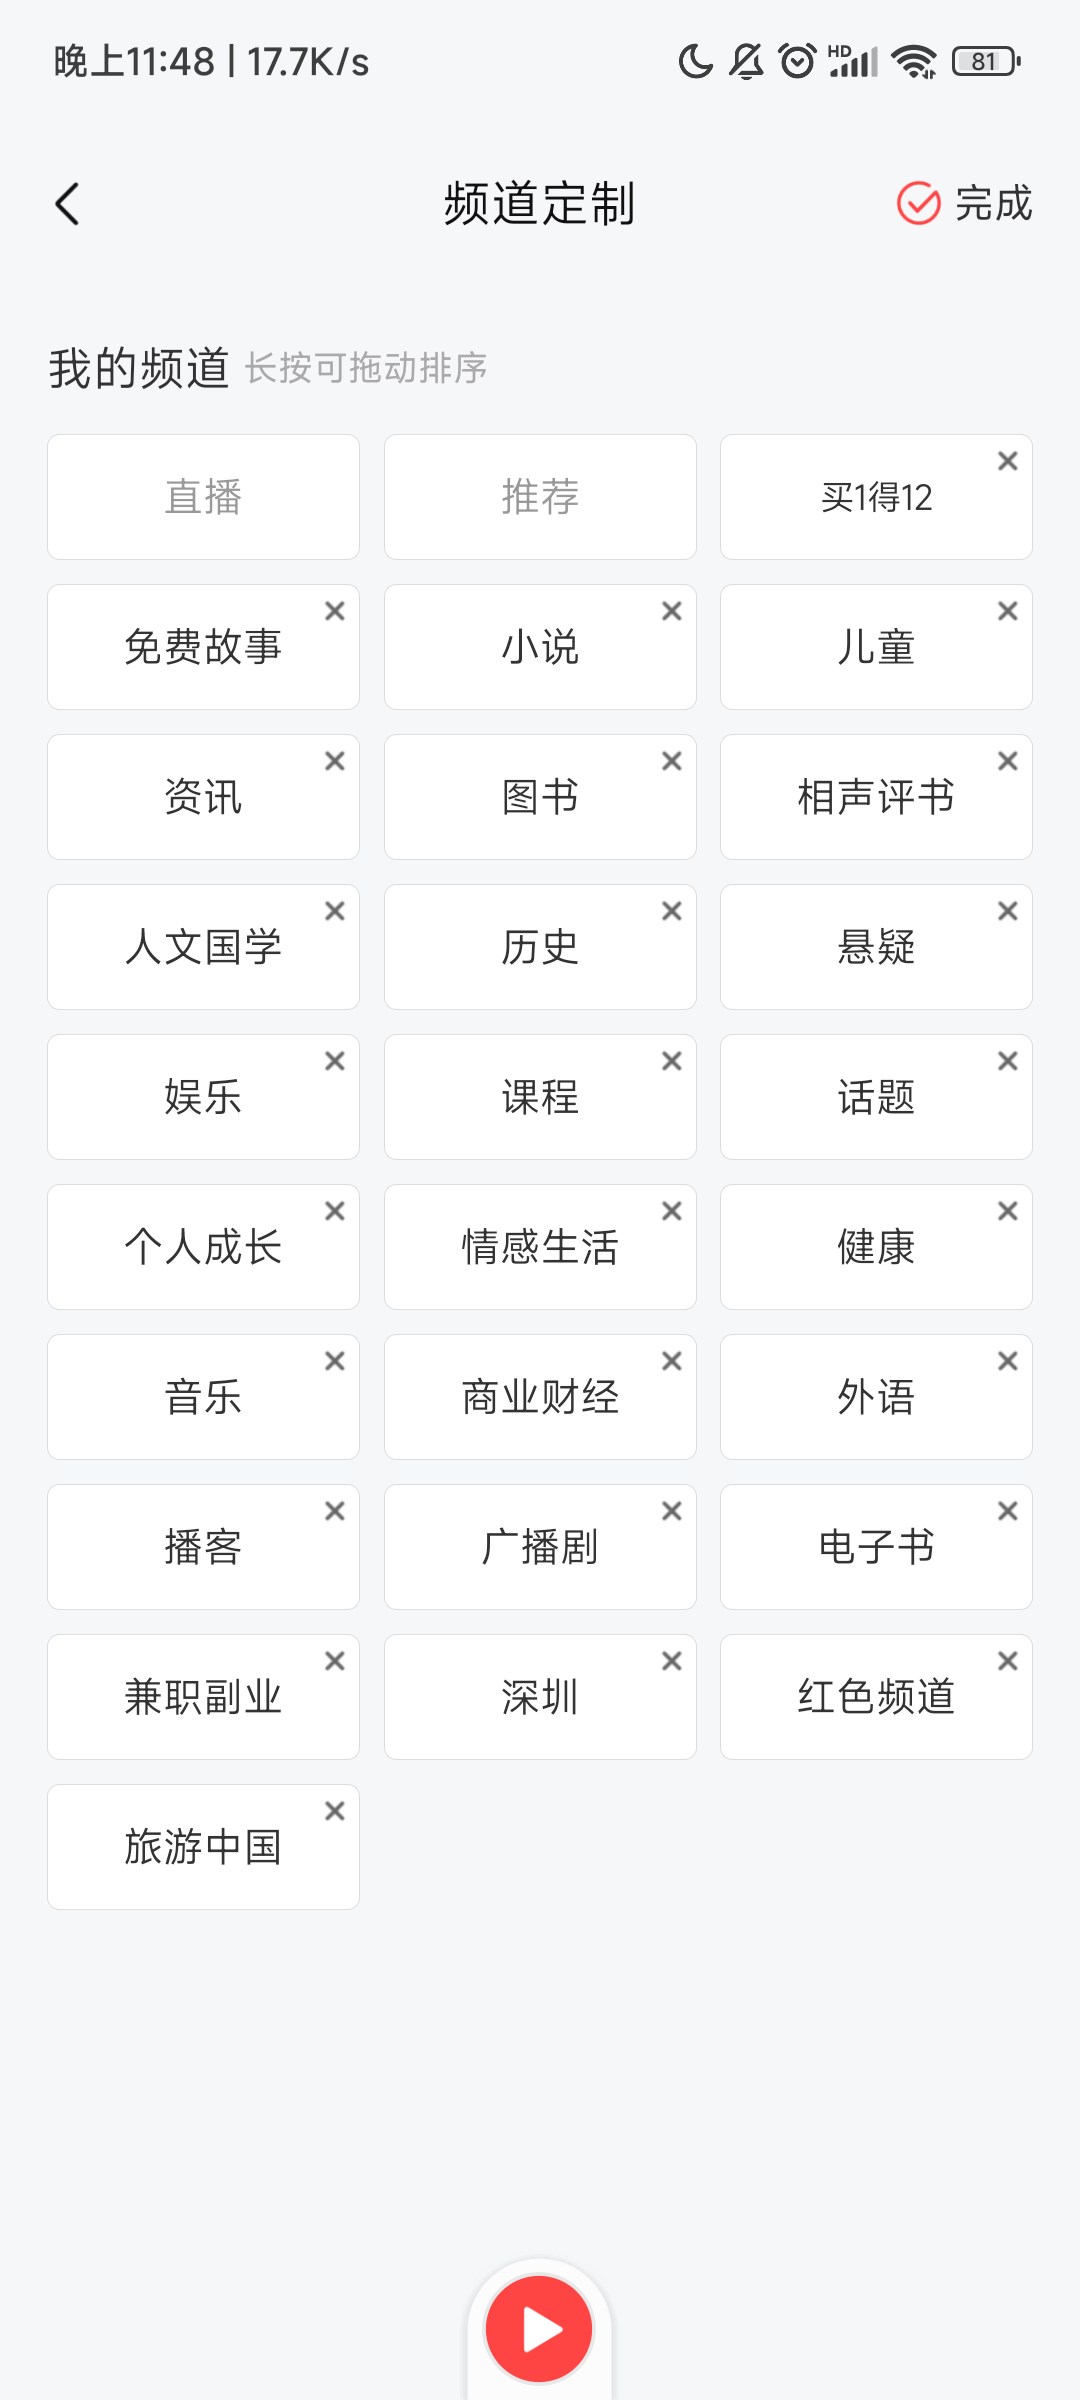 晚上11:48 | 17.7K/s
HD
81
频道定制
完成
我的频道 长按可拖动排序
直播
推荐
买1得12
免费故事
小说
儿童
资讯
图书
相声评书
人文国学
历史
悬疑
娱乐
课程
话题
个人成长
情感生活
健康
音乐
商业财经
外语
播客
广播剧
电子书
兼职副业
深圳
红色频道
旅游中国